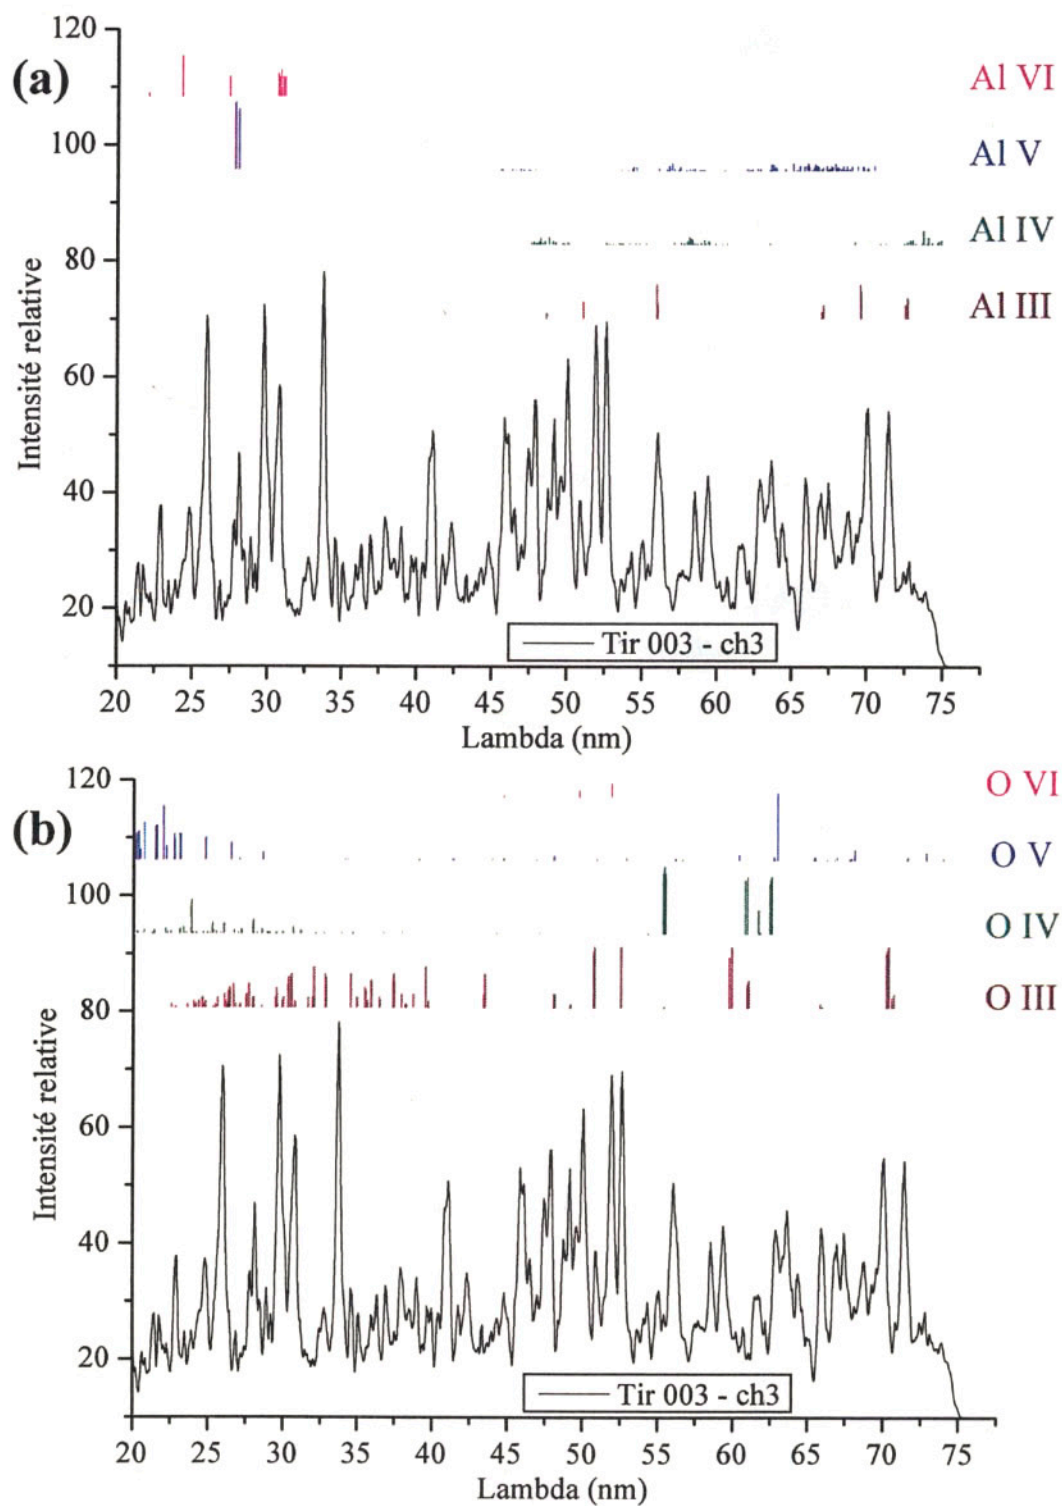 (a)
120
100
80
60
40
20
Intensité relative
Al VI
Al V
Al IV
Al III
Tir 003 - ch3
20 25 30 35 40 45 50 55 60 65 70 75
Lambda (nm)
(b)
120
100
80
60
40
20
Intensité relative
O VI
O V
O IV
O III
Tir 003 - ch3
20 25 30 35 40 45 50 55 60 65 70 75
Lambda (nm)